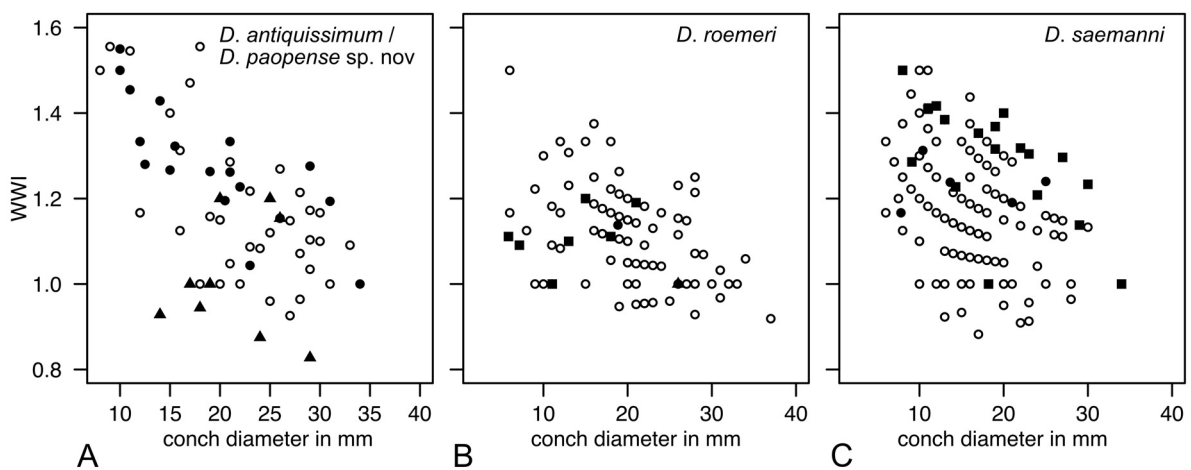 D. antiquissimum /
D. paopense sp. nov
D. roemeri
D. saemanni
WWI
1.6
1.4
1.2
1.0
0.8
10 15 20 25 30 35 40
10 20 30 40
10 20 30 40
conch diameter in mm
conch diameter in mm
conch diameter in mm
A
B
C